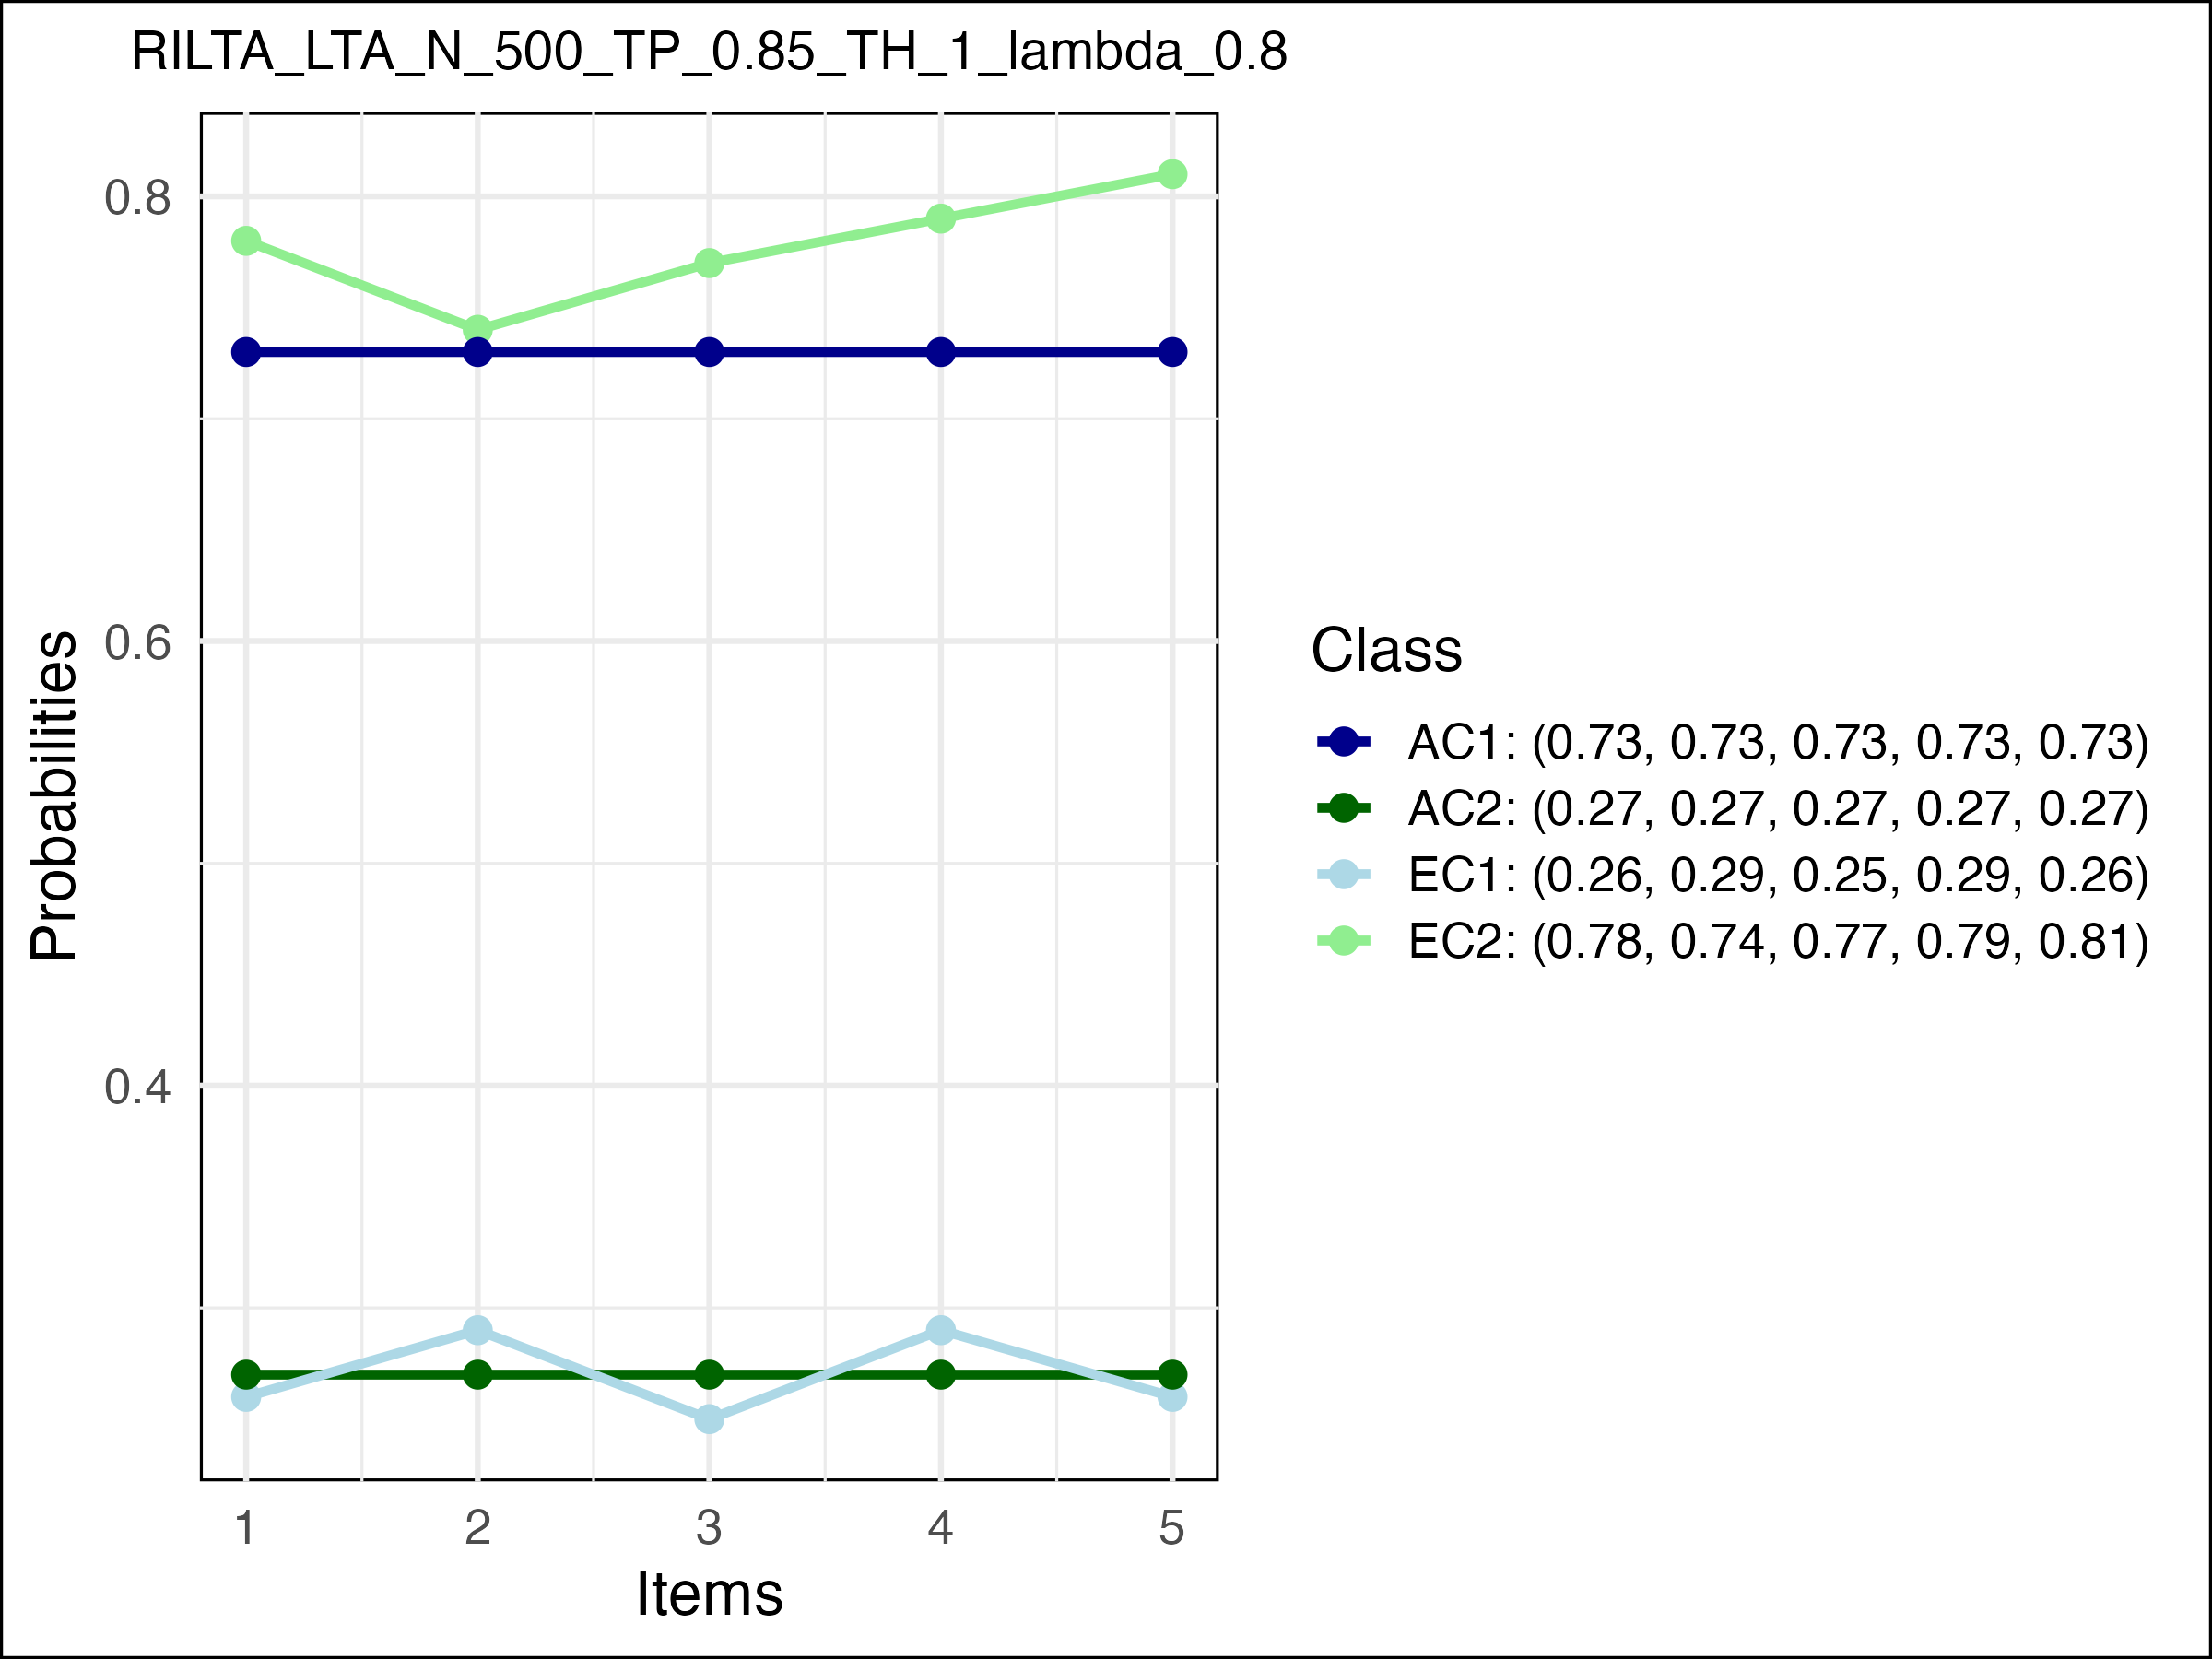 RILTA_LTA_N_500_TP_0.85_TH_1_lambda_0.8
0.8
0.6
0.4
Probabilities
1 2 3 4 5
Items
Class
AC1: (0.73, 0.73, 0.73, 0.73, 0.73)
AC2: (0.27, 0.27, 0.27, 0.27, 0.27)
EC1: (0.26, 0.29, 0.25, 0.29, 0.26)
EC2: (0.78, 0.74, 0.77, 0.79, 0.81)